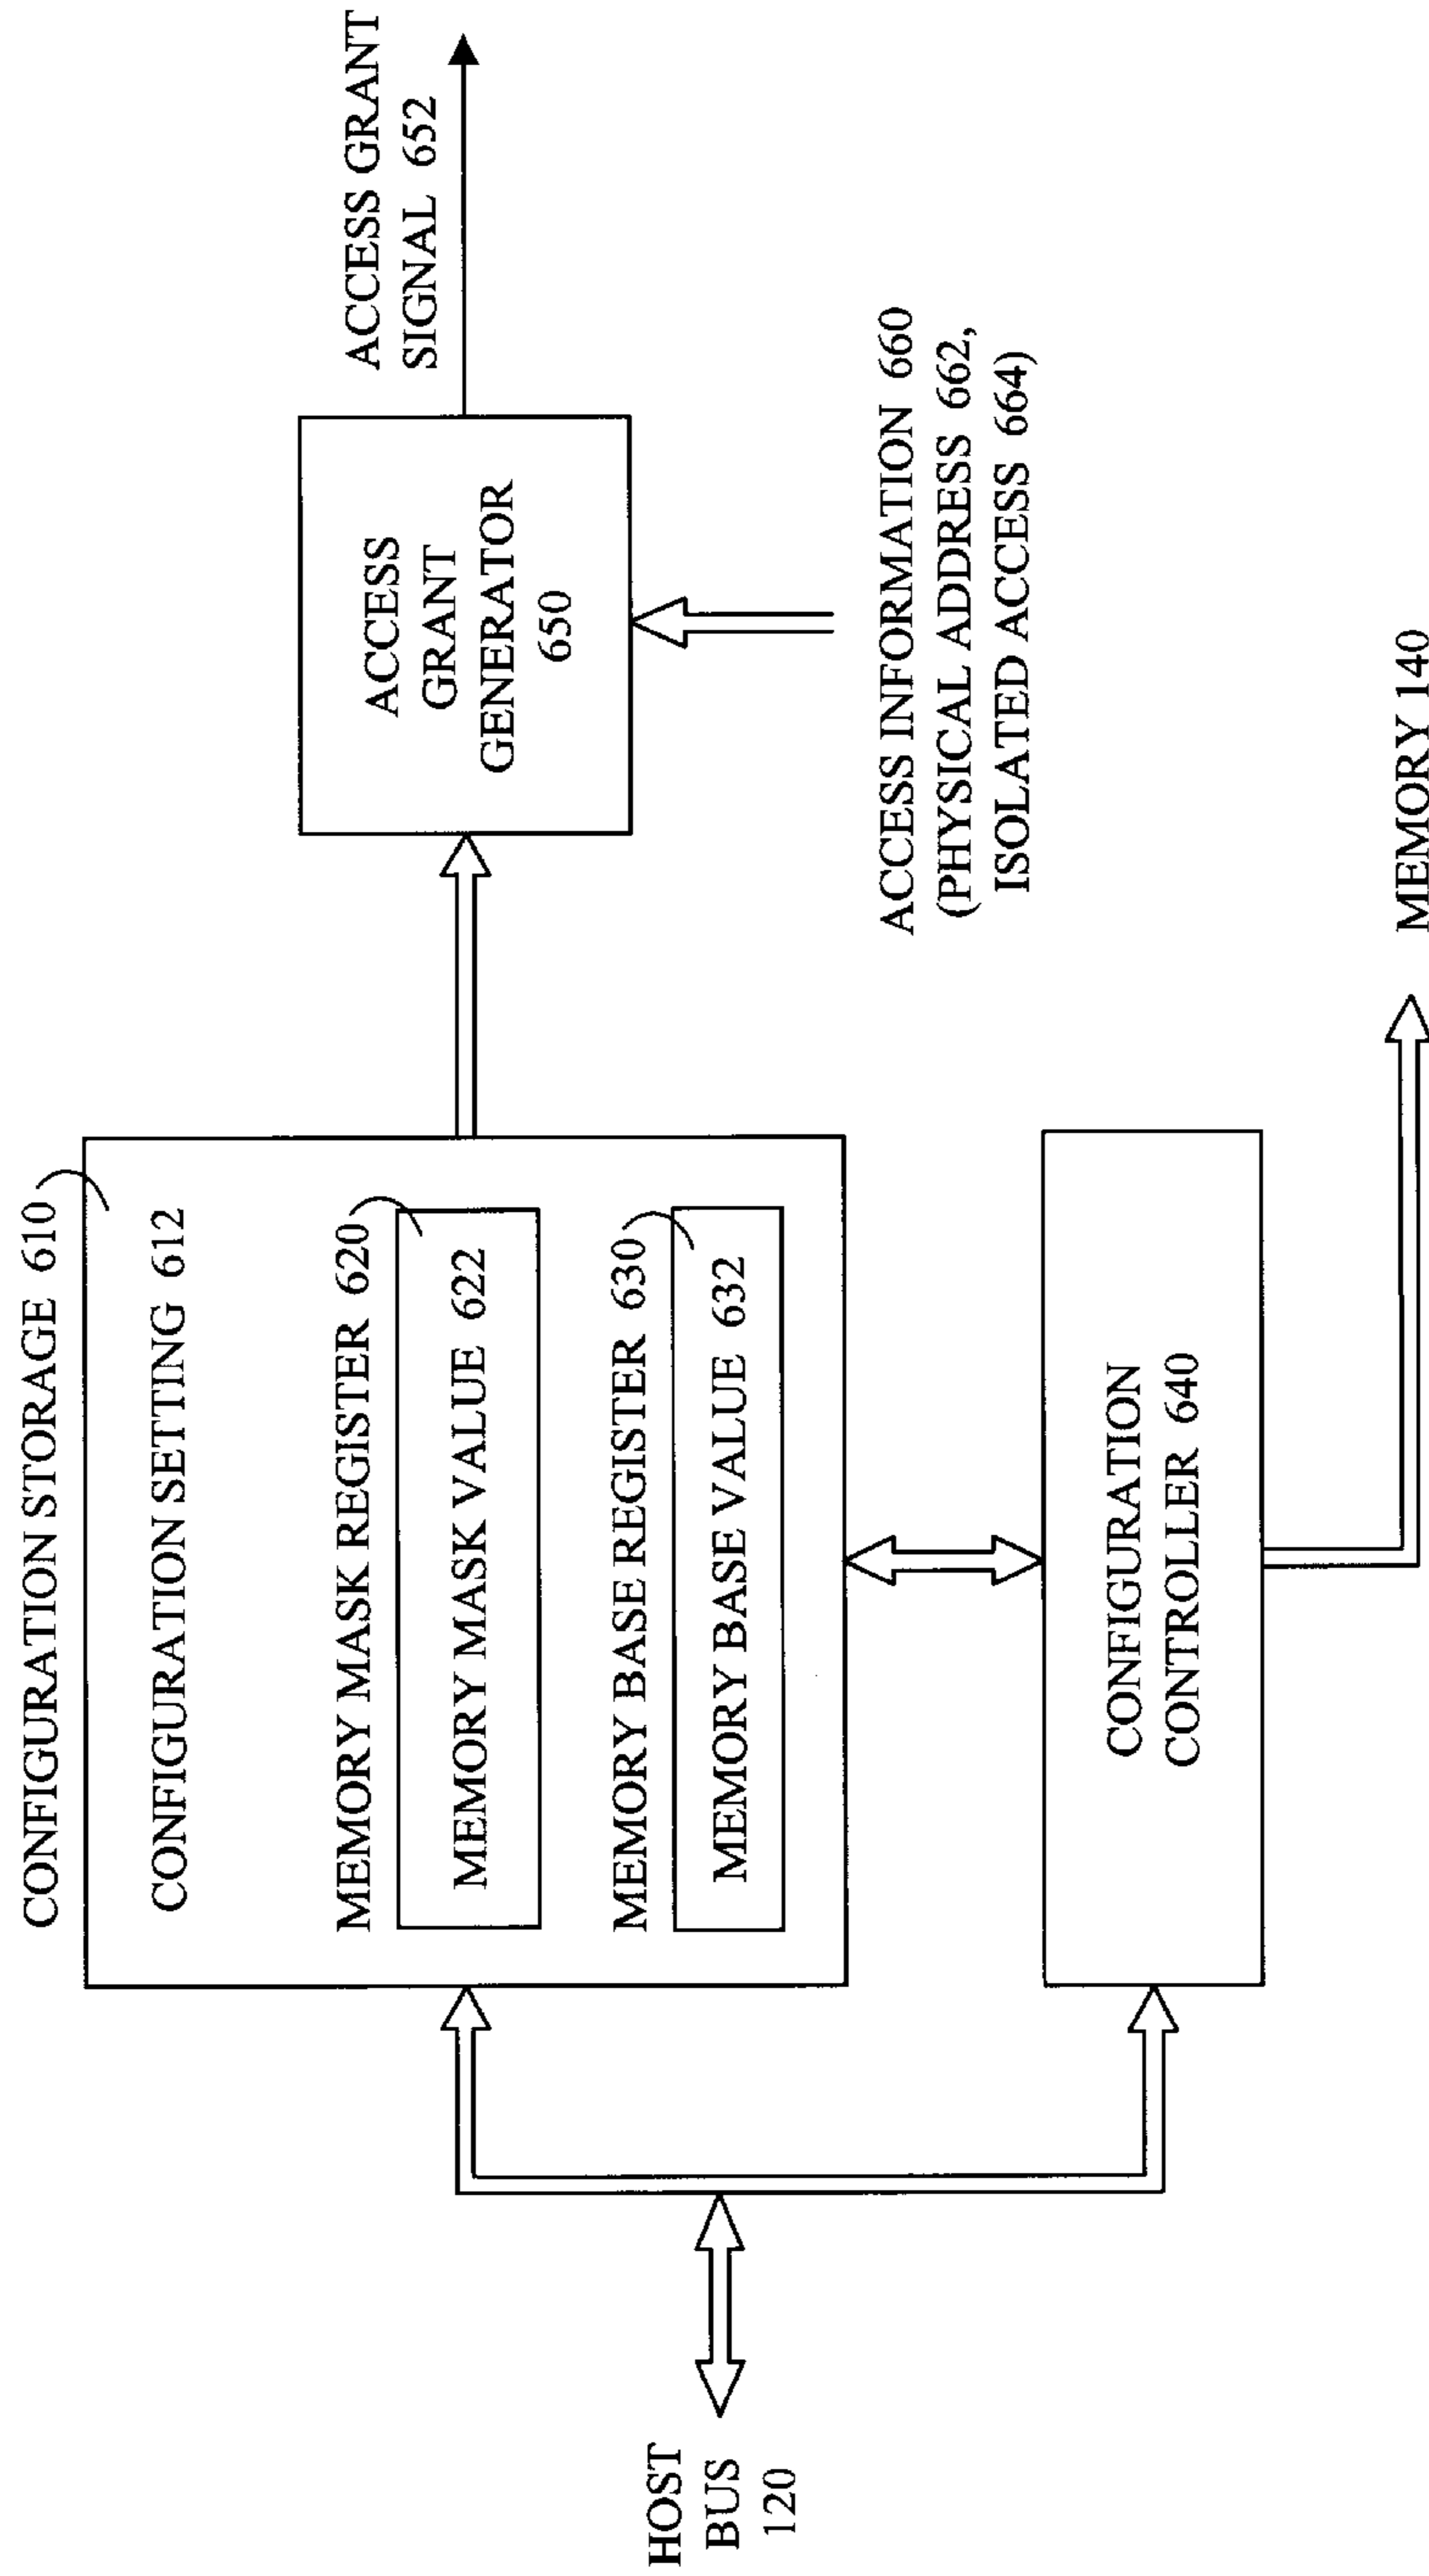 CONFIGURATION STORAGE 610
CONFIGURATION SETTING 612
MEMORY MASK REGISTER 620
MEMORY MASK VALUE 622
MEMORY BASE REGISTER 630
MEMORY BASE VALUE 632
HOST
BUS
120
CONFIGURATION
CONTROLLER 640
ACCESS
GRANT
GENERATOR
650
ACCESS GRANT
SIGNAL 652
ACCESS INFORMATION 660
(PHYSICAL ADDRESS 662,
ISOLATED ACCESS 664)
MEMORY 140